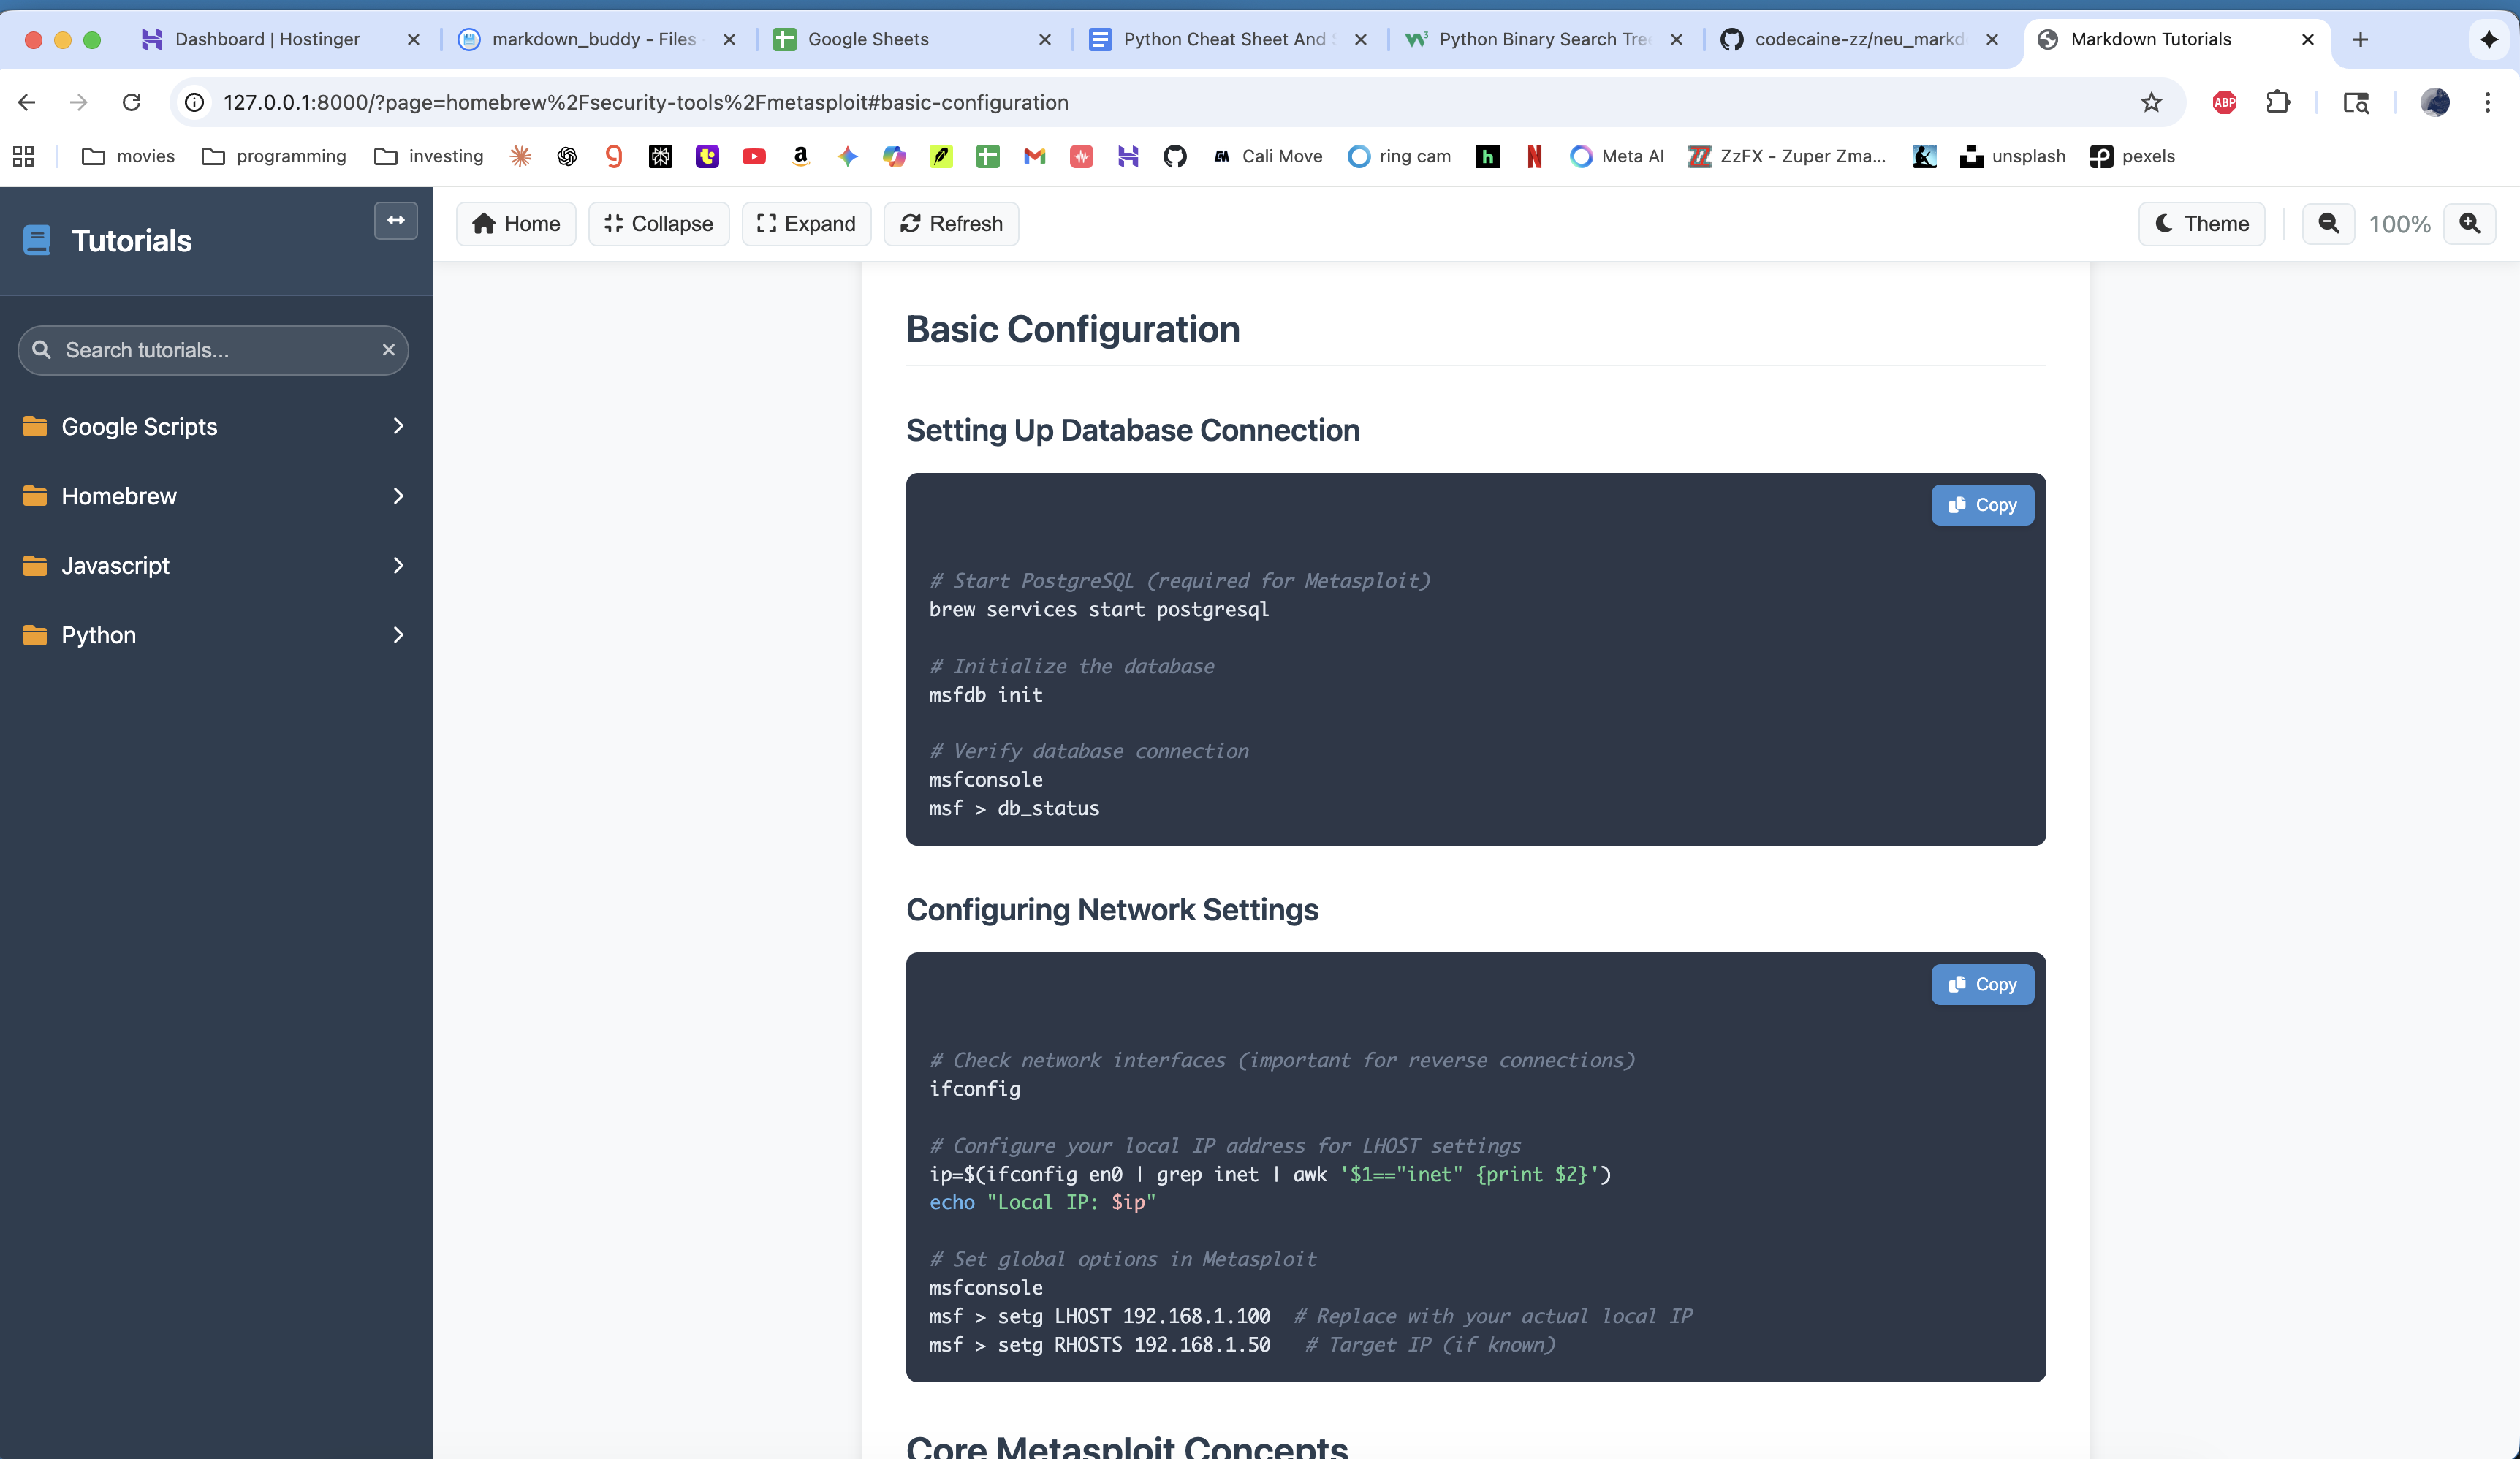 Dashboard | Hostinger
markdown_buddy - Files
Google Sheets
Python Cheat Sheet And
Python Binary Search Tre
codecaine-zz/neu_markd
Markdown Tutorials
127.0.0.1:8000/?page=homebrew%2Fsecurity-tools%2Fmetasploit#basic-configuration
ABP
movies
programming
investing
Cali Move
ring cam
Meta AI
ZzFX - Zuper Zma...
unsplash
pexels
Tutorials
Home
Collapse
Expand
Refresh
Theme
100%
Search tutorials...
Google Scripts
Homebrew
Javascript
Python
Basic Configuration
Setting Up Database Connection
Copy
# Start PostgreSQL (required for Metasploit)
brew services start postgresql
# Initialize the database
msfdb init
# Verify database connection
msfconsole
msf > db_status
Configuring Network Settings
Copy
# Check network interfaces (important for reverse connections)
ifconfig
# Configure your local IP address for LHOST settings
ip=$(ifconfig en0 | grep inet | awk '$1=="inet" {print $2}')
echo "Local IP: $ip"
# Set global options in Metasploit
msfconsole
msf > setg LHOST 192.168.1.100  # Replace with your actual local IP
msf > setg RHOSTS 192.168.1.50   # Target IP (if known)
Core Metasploit Concepts